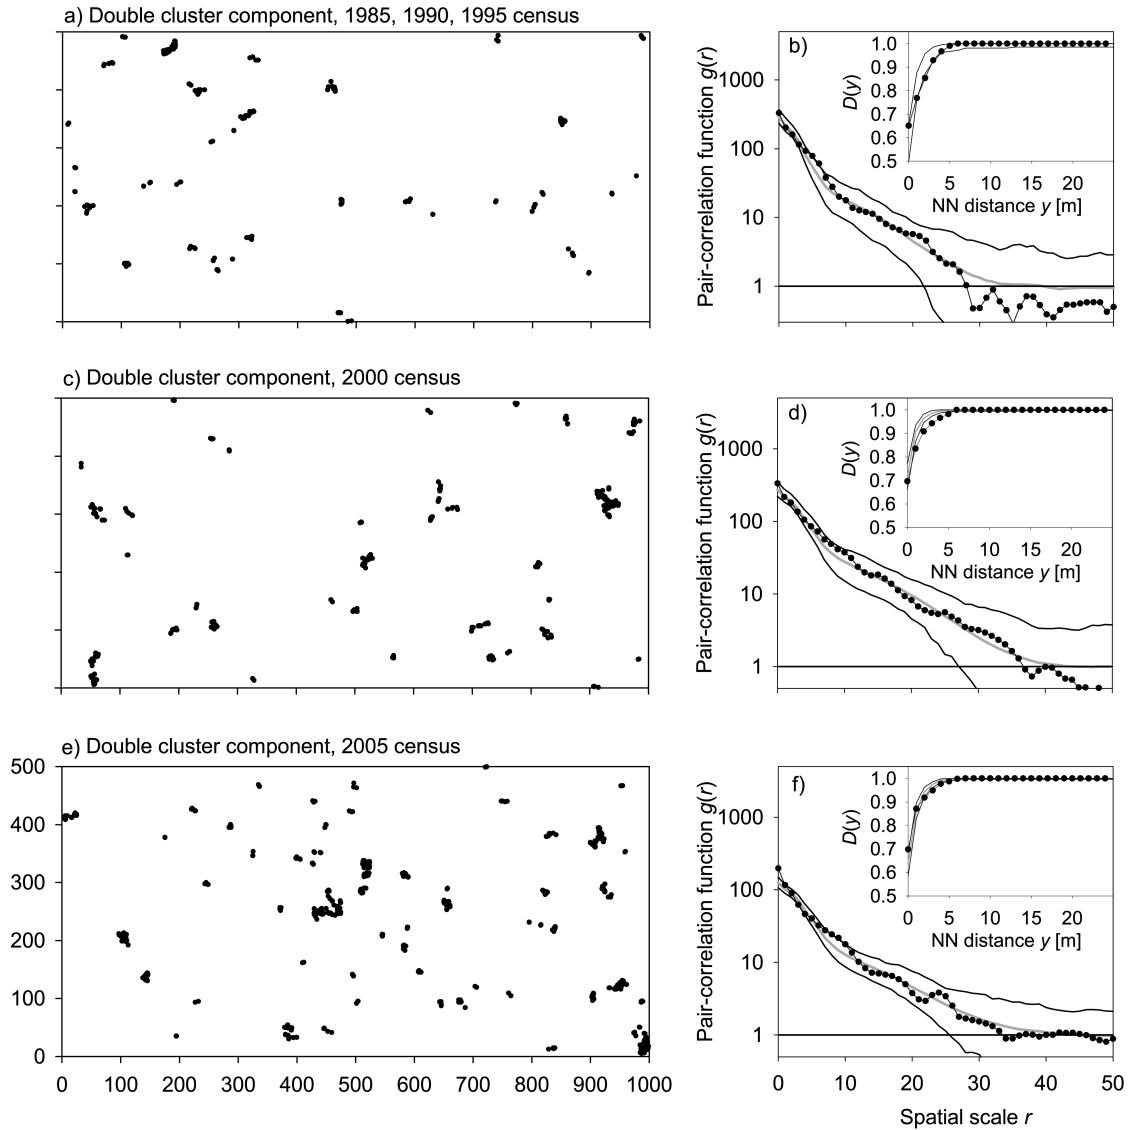 a) Double cluster component, 1985, 1990, 1995 census
b)
Pair-correlation function g(r)
1000
100
10
1
D(y)
1.0
0.9
0.8
0.7
0.6
0.5
0 5 10 15 20
NN distance y [m]
c) Double cluster component, 2000 census
d)
Pair-correlation function g(r)
1000
100
10
1
D(y)
1.0
0.9
0.8
0.7
0.6
0.5
0 5 10 15 20
NN distance y [m]
e) Double cluster component, 2005 census
500
400
300
200
100
0
0 100 200 300 400 500 600 700 800 900 1000
f)
Pair-correlation function g(r)
1000
100
10
1
D(y)
1.0
0.9
0.8
0.7
0.6
0.5
0 5 10 15 20
NN distance y [m]
0 10 20 30 40 50
Spatial scale r